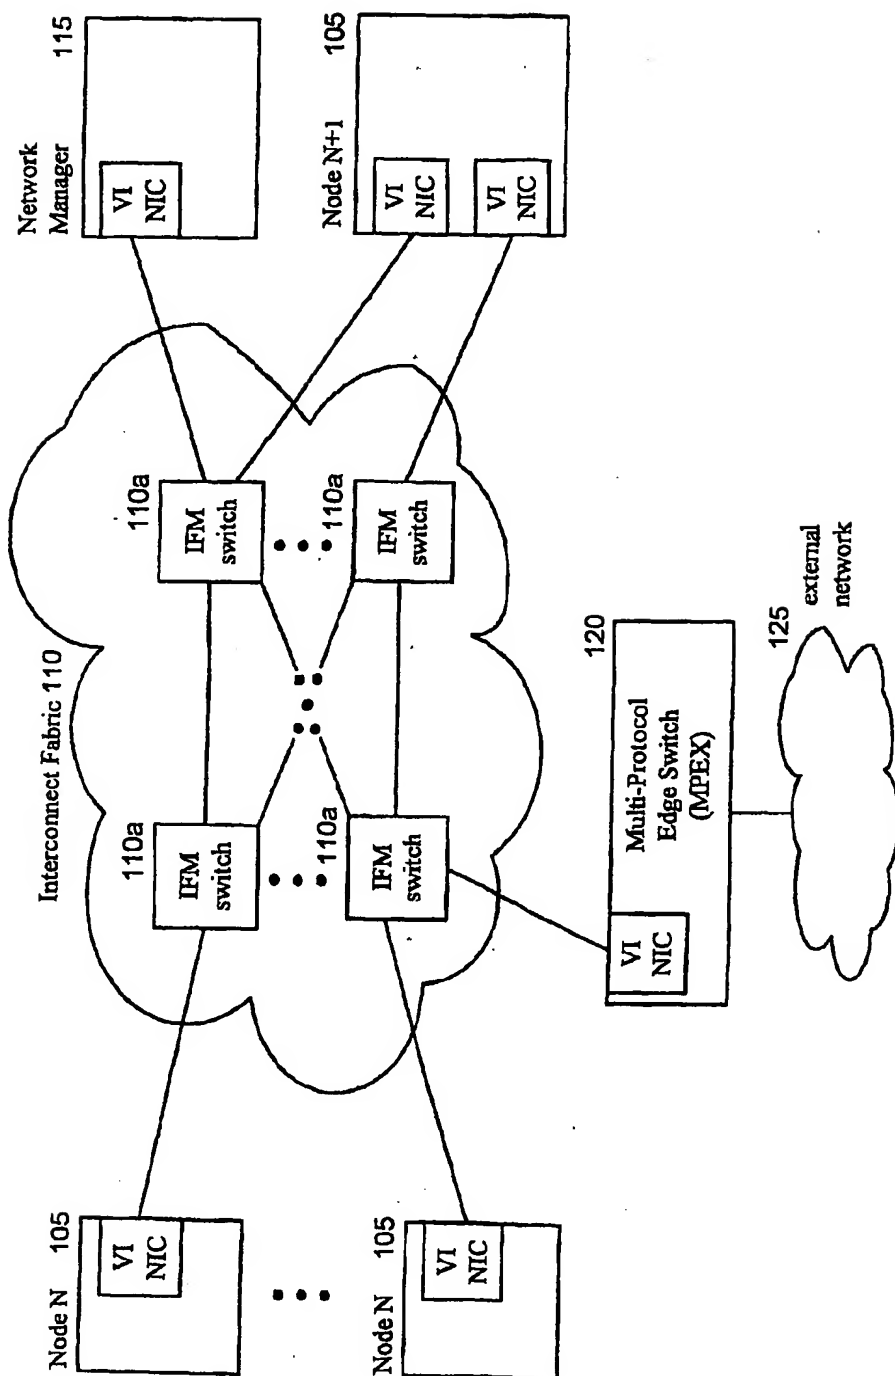 Interconnect Fabric 110
Network
Manager
115
VI
NIC
Node N+1
105
VI
NIC
VI
NIC
110a
IFM
switch
110a
IFM
switch
110a
IFM
switch
110a
IFM
switch
Node N
105
VI
NIC
Node N
105
VI
NIC
120
Multi-Protocol
Edge Switch
(MPEX)
VI
NIC
125
external
network